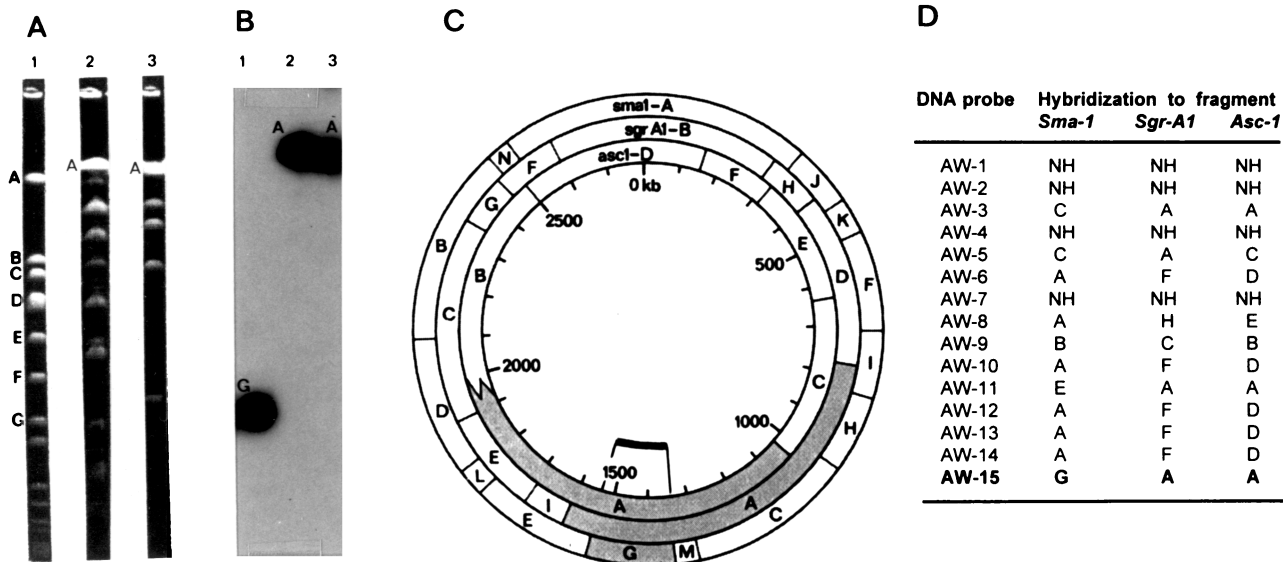 A
1 2 3
A
B
C
D
E
F
G
A
A
B
1 2 3
A A
G
C
sma1-A
sgr A1-B
asc1-D
0 kb
500
1000
1500
2000
2500
N
F
F
H
J
G
K
E
B
D
F
B
C
I
C
D
H
E
A
A
L
I
C
E
G
M
D
DNA probe Hybridization to fragment
Sma-1 Sgr-A1 Asc-1
AW-1 NH NH NH
AW-2 NH NH NH
AW-3 C A A
AW-4 NH NH NH
AW-5 C A C
AW-6 A F D
AW-7 NH NH NH
AW-8 A H E
AW-9 B C B
AW-10 A F D
AW-11 E A A
AW-12 A F D
AW-13 A F D
AW-14 A F D
AW-15 G A A